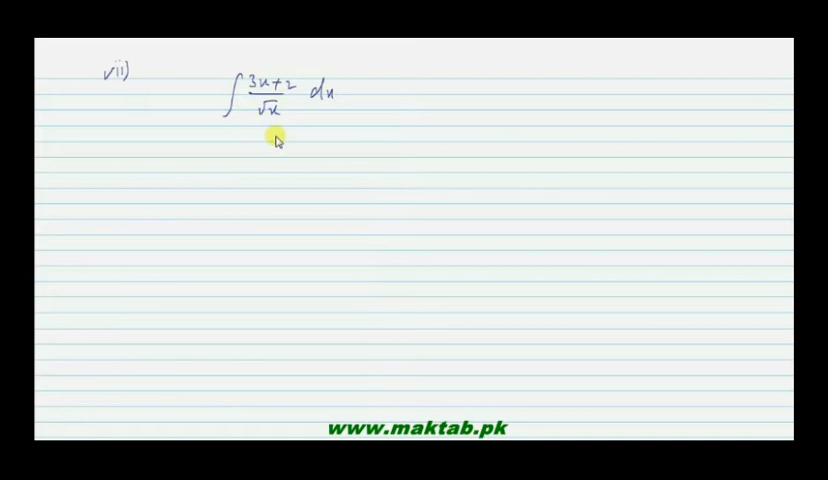 vii)
∫ (3x+2)/√x dx
www.maktab.pk